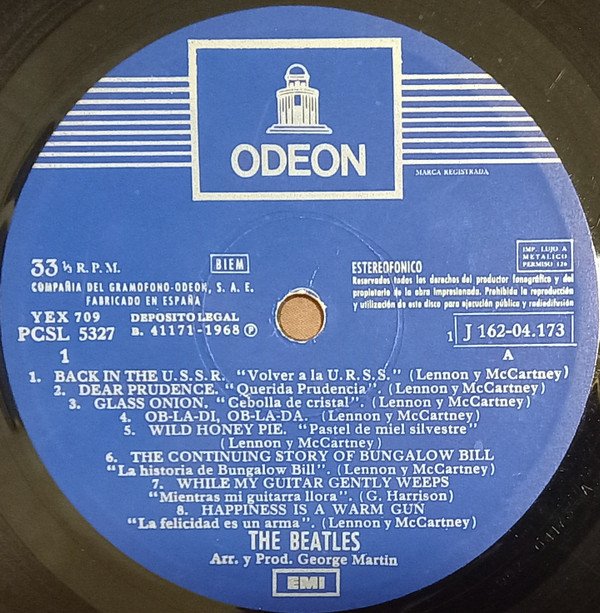 ODEON
MARCA REGISTRADA
33 ⅓ R.P.M.
BIEM
COMPAÑIA DEL GRAMOFONO-ODEON, S. A. E.
FABRICADO EN ESPAÑA
IMP. LUJO A
METALICO
PERMISO 126
ESTEREOFONICO
Reservados todos los derechos del productor fonográfico y del
propietario de la obra impresionada. Prohibida la reproducción
y utilización de este disco para ejecución pública y radiodifusión
YEX 709
PCSL 5327
DEPOSITO LEGAL
B. 41171-1968 Ⓟ
1 J 162-04.173
1
A
1. BACK IN THE U.S.S.R. "Volver a la U.R.S.S." (Lennon y McCartney)
2. DEAR PRUDENCE. "Querida Prudencia". (Lennon y McCartney)
3. GLASS ONION. "Cebolla de cristal". (Lennon y McCartney)
4. OB-LA-DI, OB-LA-DA. (Lennon y McCartney)
5. WILD HONEY PIE. "Pastel de miel silvestre"
(Lennon y McCartney)
6. THE CONTINUING STORY OF BUNGALOW BILL
"La historia de Bungalow Bill". (Lennon y McCartney)
7. WHILE MY GUITAR GENTLY WEEPS
"Mientras mi guitarra llora". (G. Harrison)
8. HAPPINESS IS A WARM GUN
"La felicidad es un arma". (Lennon y McCartney)
THE BEATLES
Arr. y Prod. George Martin
EMI